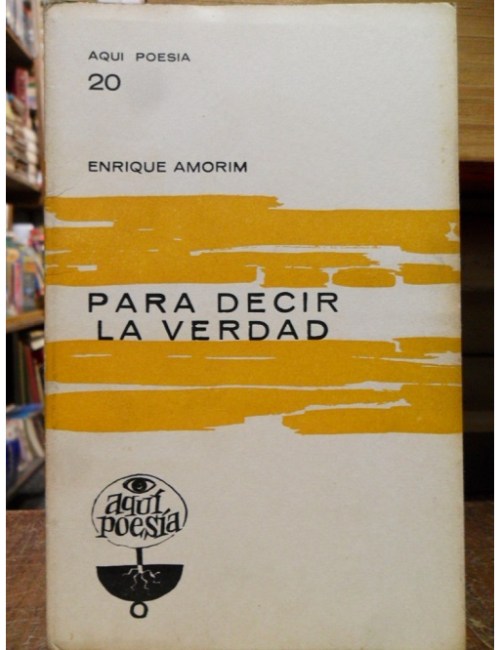 AQUI POESIA
20
ENRIQUE AMORIM
PARA DECIR
LA VERDAD
aquí
poesía